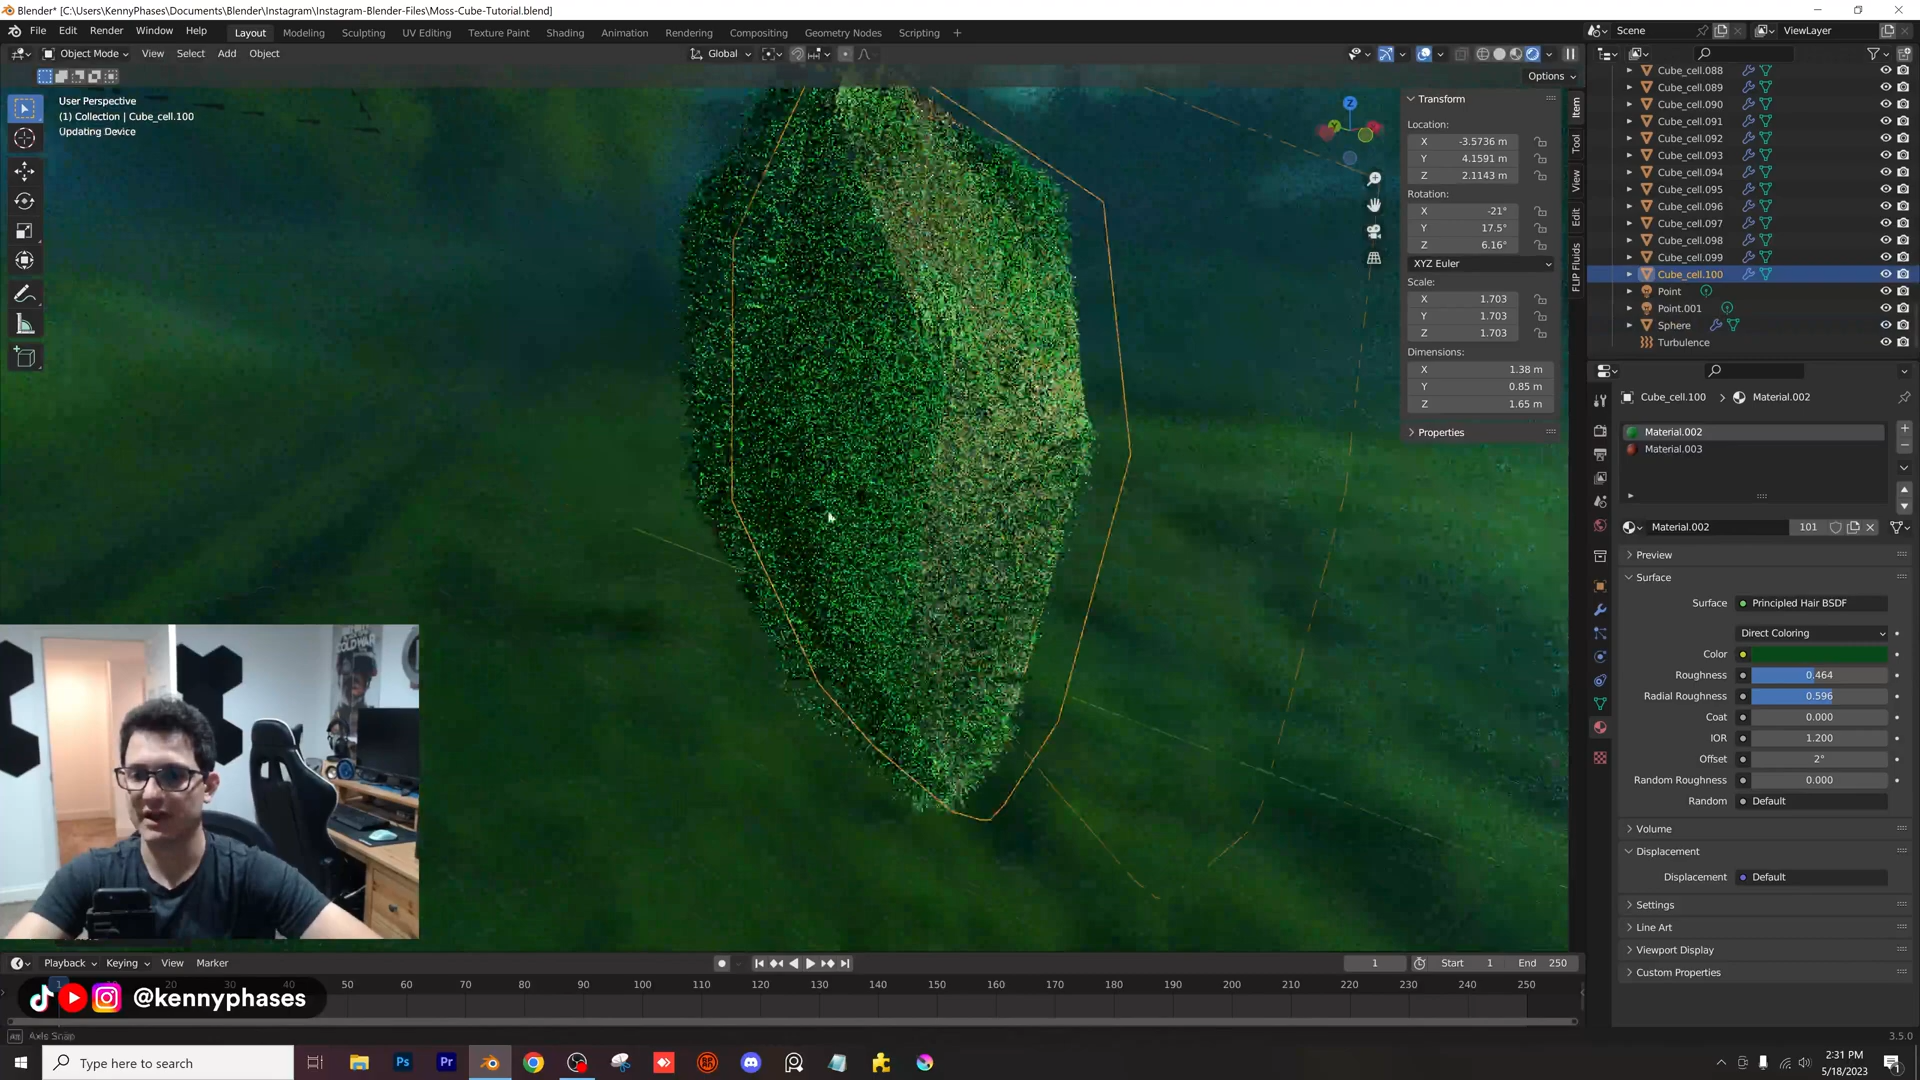 Blender* [C:\Users\KennyPhases\Documents\Blender\Instagram\Instagram-Blender-Files\Moss-Cube-Tutorial.blend]
File Edit Render Window Help Layout Modeling Sculpting UV Editing Texture Paint Shading Animation Rendering Compositing Geometry Nodes Scripting + Scene ViewLayer
Object Mode View Select Add Object Global
Options
User Perspective
(1) Collection | Cube_cell.100
Updating Device
Transform
Location:
X -3.5736 m
Y 4.1591 m
Z 2.1143 m
Rotation:
X -21°
Y 17.5°
Z 6.16°
XYZ Euler
Scale:
X 1.703
Y 1.703
Z 1.703
Dimensions:
X 1.38 m
Y 0.85 m
Z 1.65 m
Properties
Item
Tool
View
Edit
FLIP Fluids
Z
Y
Cube_cell.088
Cube_cell.089
Cube_cell.090
Cube_cell.091
Cube_cell.092
Cube_cell.093
Cube_cell.094
Cube_cell.095
Cube_cell.096
Cube_cell.097
Cube_cell.098
Cube_cell.099
Cube_cell.100
Point
Point.001
Sphere
Turbulence
Cube_cell.100 > Material.002
Material.002
Material.003
Material.002 101
Preview
Surface
Surface Principled Hair BSDF
Direct Coloring
Color
Roughness 0.464
Radial Roughness 0.596
Coat 0.000
IOR 1.200
Offset 2°
Random Roughness 0.000
Random Default
Volume
Displacement
Displacement Default
Settings
Line Art
Viewport Display
Custom Properties
COLD WAR
Playback Keying View Marker
1 Start 1 End 250
1 20 30 40 50 60 70 80 90 100 110 120 130 140 150 160 170 180 190 200 210 220 230 240 250
@kennyphases
Axis Snap
3.5.0
Type here to search
Ps
Pr
2:31 PM
5/18/2023
1